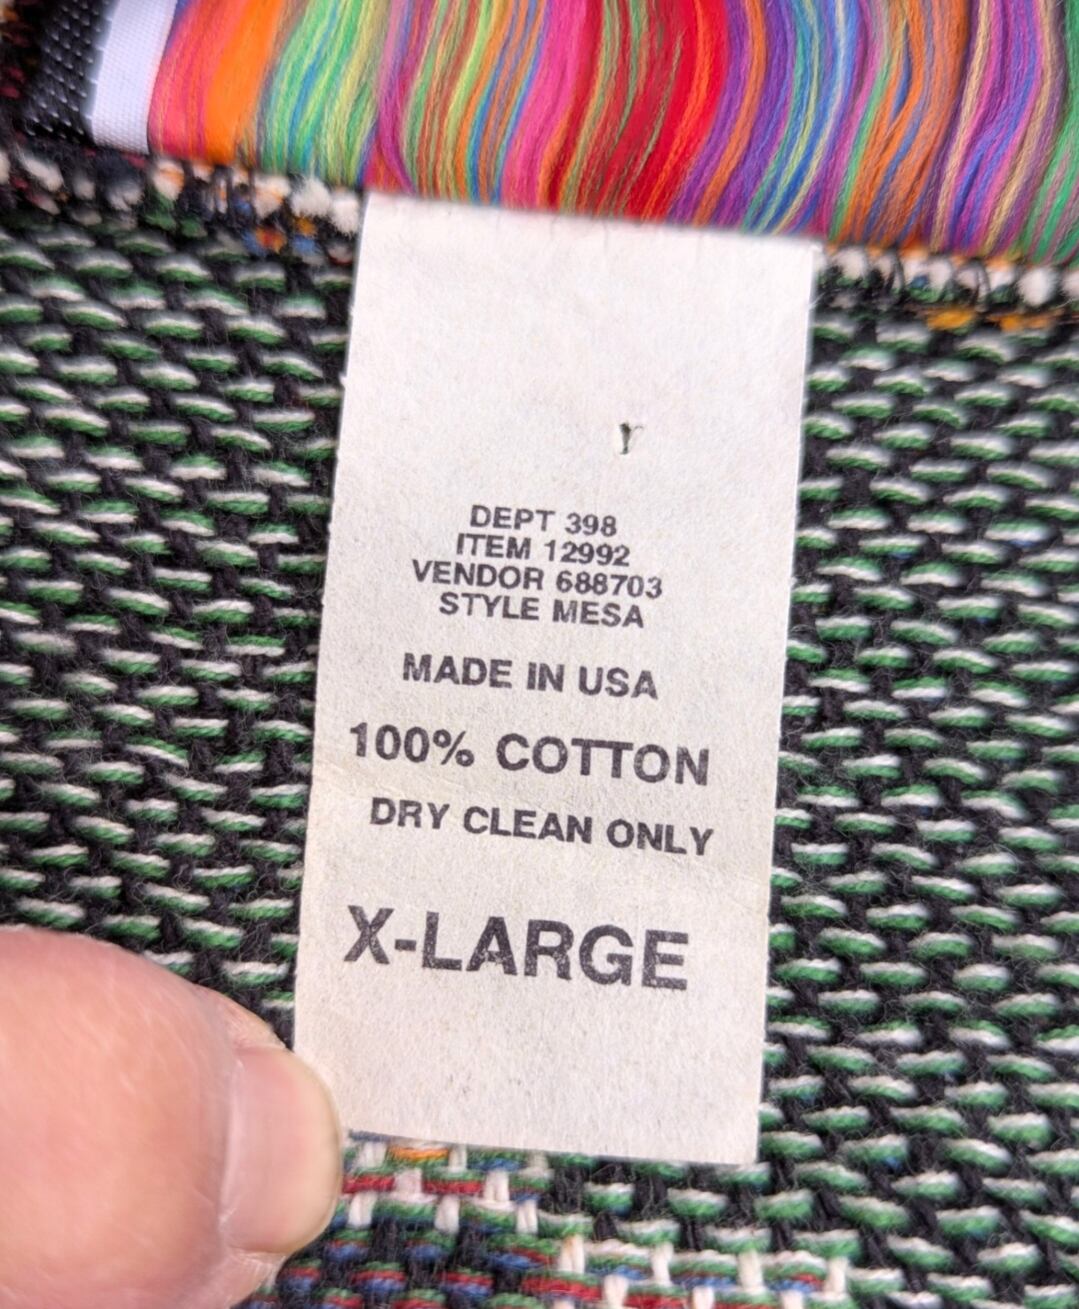 DEPT 398
ITEM 12992
VENDOR 688703
STYLE MESA
MADE IN USA
100% COTTON
DRY CLEAN ONLY
X-LARGE